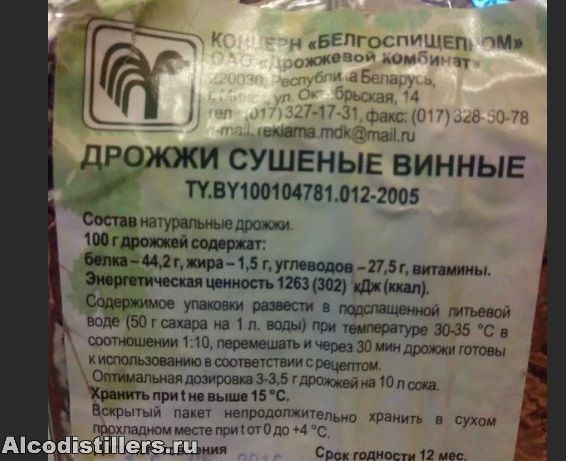 КОНЦЕРН «БЕЛГОСПИЩЕПРОМ»
ОАО «Дрожжевой комбинат»
220030, Республика Беларусь,
г. Минск, ул. Октябрьская, 14
тел. (017) 327-17-31, факс: (017) 328-50-78
e-mail, reklama.mdk@mail.ru
ДРОЖЖИ СУШЕНЫЕ ВИННЫЕ
TY.BY100104781.012-2005
Состав натуральные дрожжи.
100 г дрожжей содержат:
белка – 44,2 г, жира – 1,5 г, углеводов – 27,5 г, витамины.
Энергетическая ценность 1263 (302) кДж (ккал).
Содержимое упаковки развести в подслащенной питьевой
воде (50 г сахара на 1 л. воды) при температуре 30-35 °С в
соотношении 1:10, перемешать и через 30 мин дрожжи готовы
к использованию в соответствии с рецептом.
Оптимальная дозировка 3-3,5 г дрожжей на 10 л сока.
Хранить при t не выше 15 °С.
Вскрытый пакет непродолжительно хранить в сухом
прохладном месте при t от 0 до +4 °С.
Срок годности 12 мес.
Alcodistillers.ru